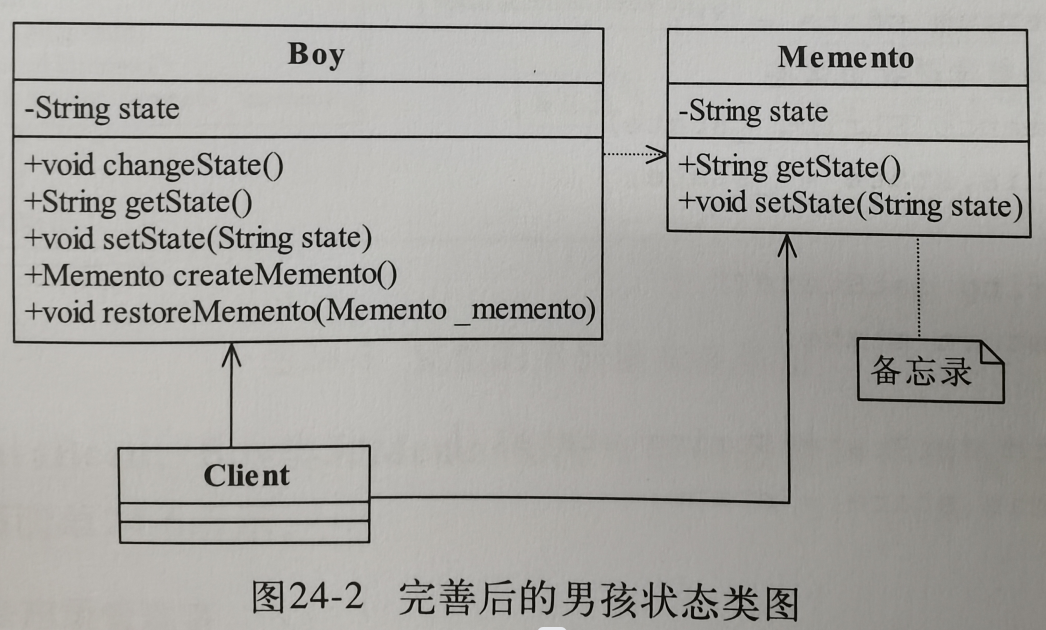 Boy
-String state
+void changeState()
+String getState()
+void setState(String state)
+Memento createMemento()
+void restoreMemento(Memento _memento)
Memento
-String state
+String getState()
+void setState(String state)
备忘录
Client
图24-2 完善后的男孩状态类图